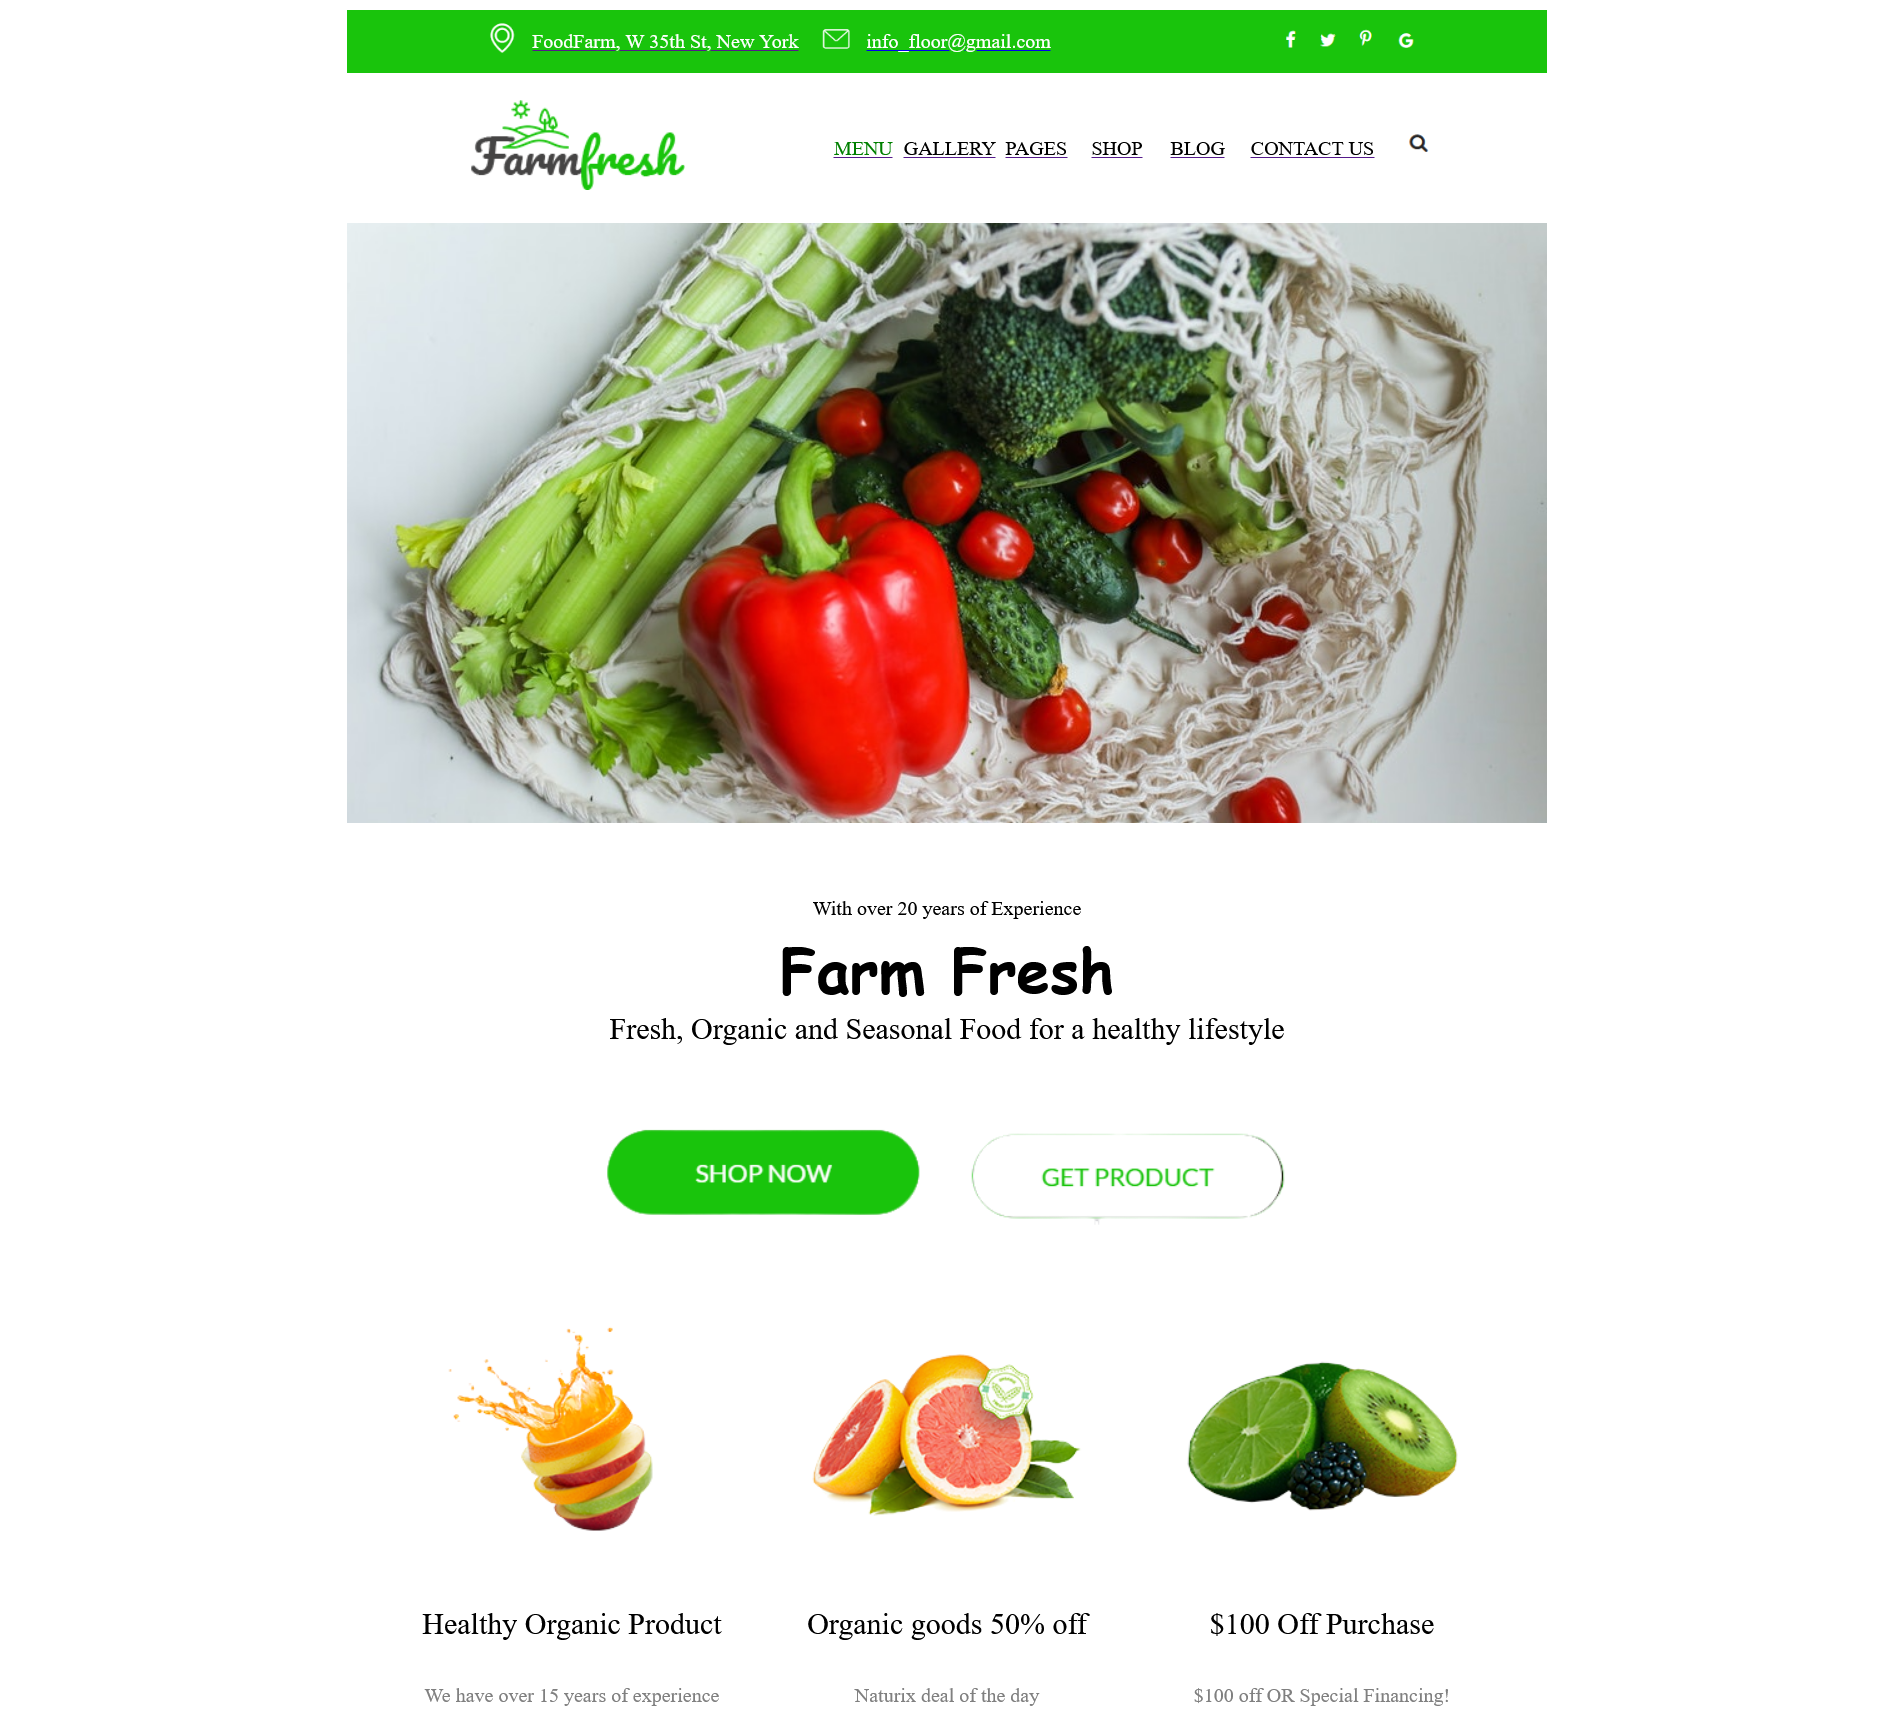 FoodFarm, W 35th St, New York info_floor@gmail.com
Farmfresh
MENU GALLERY PAGES SHOP BLOG CONTACT US
With over 20 years of Experience
Farm Fresh
Fresh, Organic and Seasonal Food for a healthy lifestyle
SHOP NOW GET PRODUCT
Healthy Organic Product Organic goods 50% off $100 Off Purchase
We have over 15 years of experience Naturix deal of the day $100 off OR Special Financing!